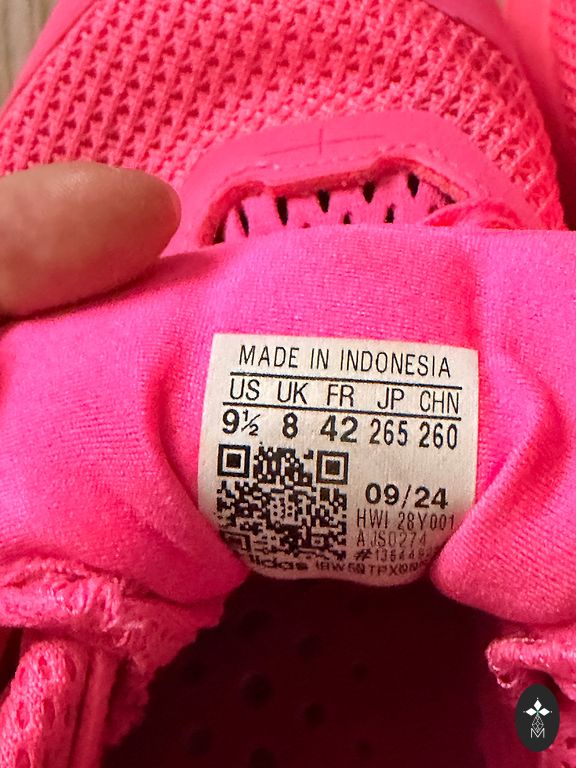 MADE IN INDONESIA
US UK FR JP CHN
9½ 8 42 265 260
09/24
HWI 28Y001
AJS0274
adidas